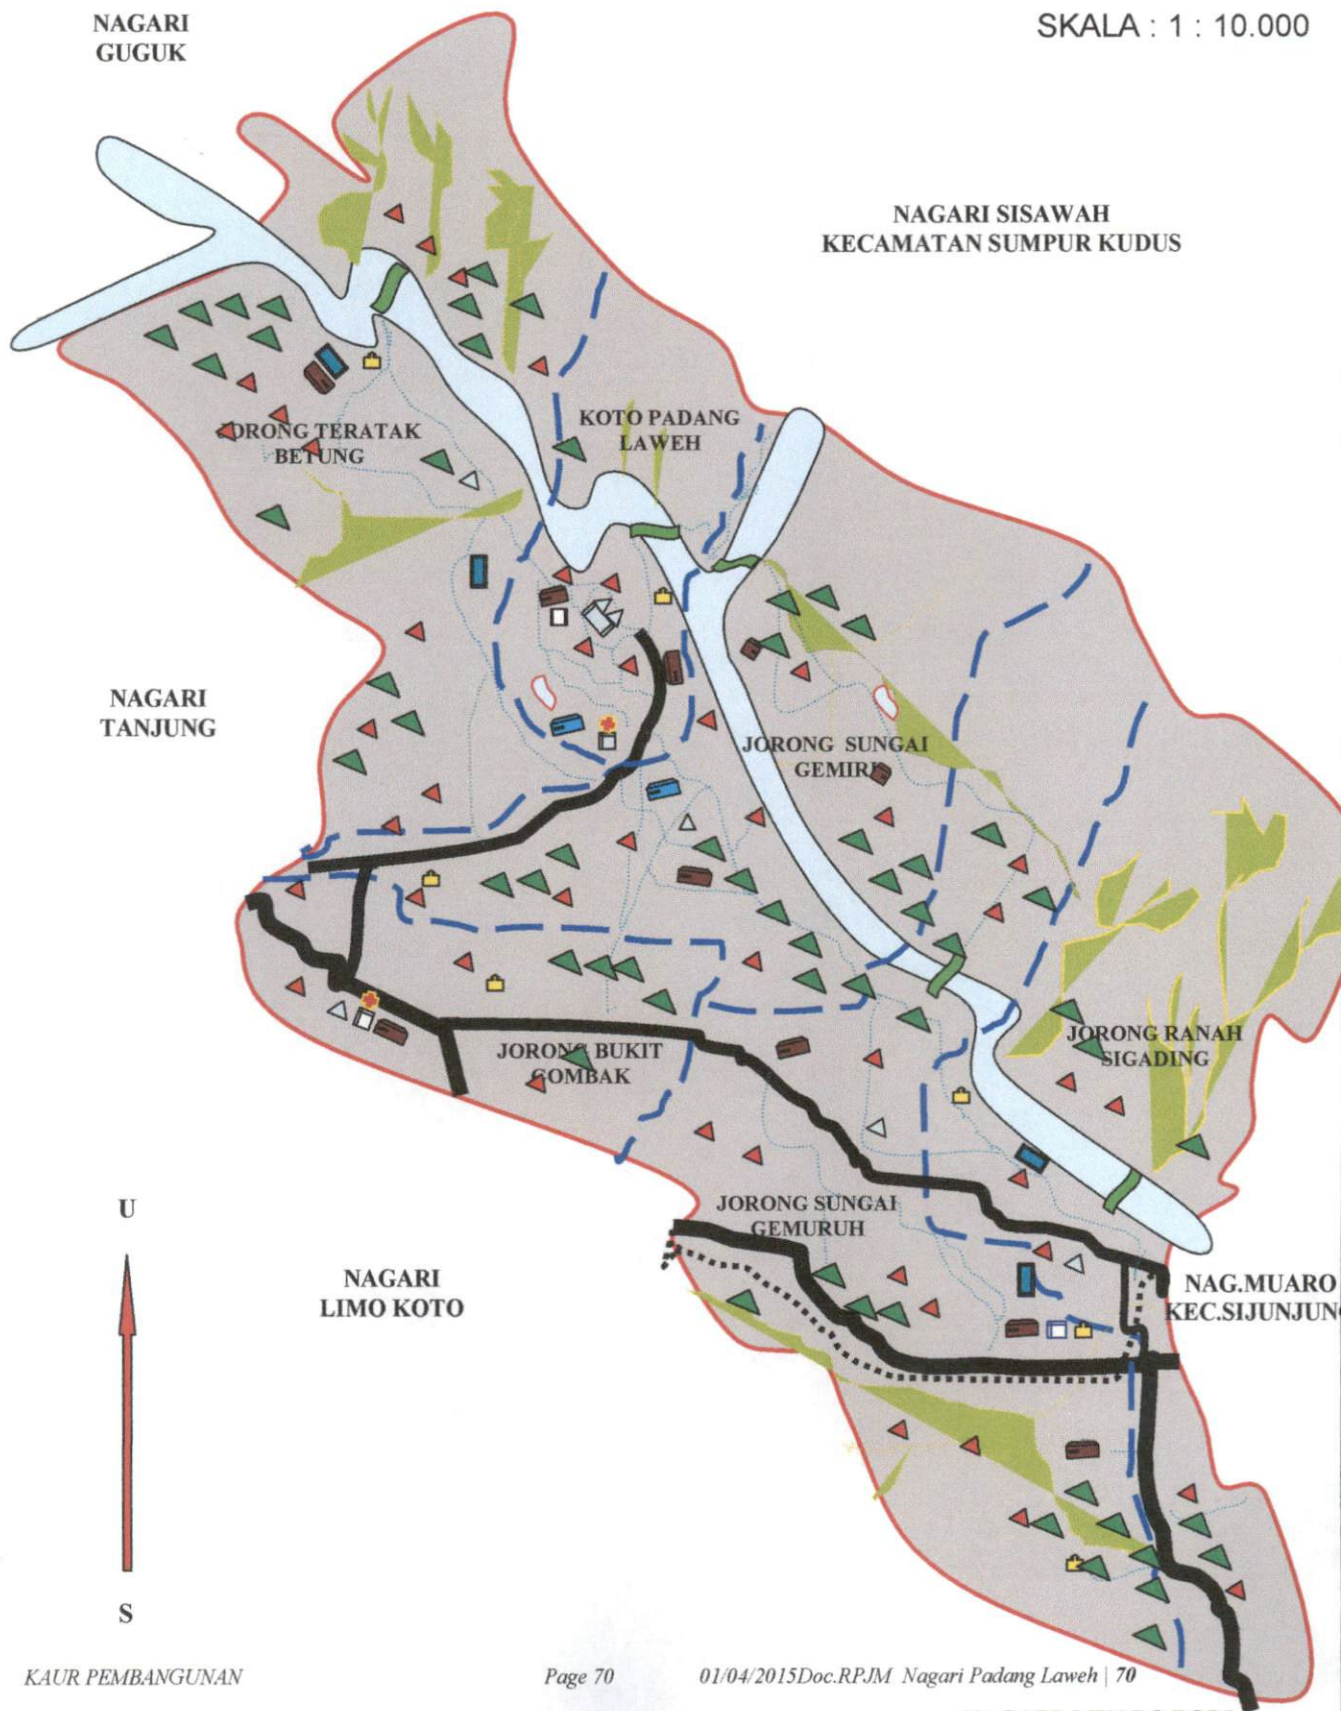 NAGARI
GUGUK
SKALA : 1 : 10.000
NAGARI SISAWAH
KECAMATAN SUMPUR KUDUS
KOTO PADANG
LAWEH
JORONG TERATAK
BETUNG
NAGARI
TANJUNG
JORONG SUNGAI
GEMIRI
JORONG RANAH
SIGADING
JORONG BUKIT
GOMBAK
JORONG SUNGAI
GEMURUH
U
NAGARI
LIMO KOTO
NAG.MUARO
KEC.SIJUNJUNG
S
KAUR PEMBANGUNAN
Page 70
01/04/2015Doc.RPJM Nagari Padang Laweh | 70